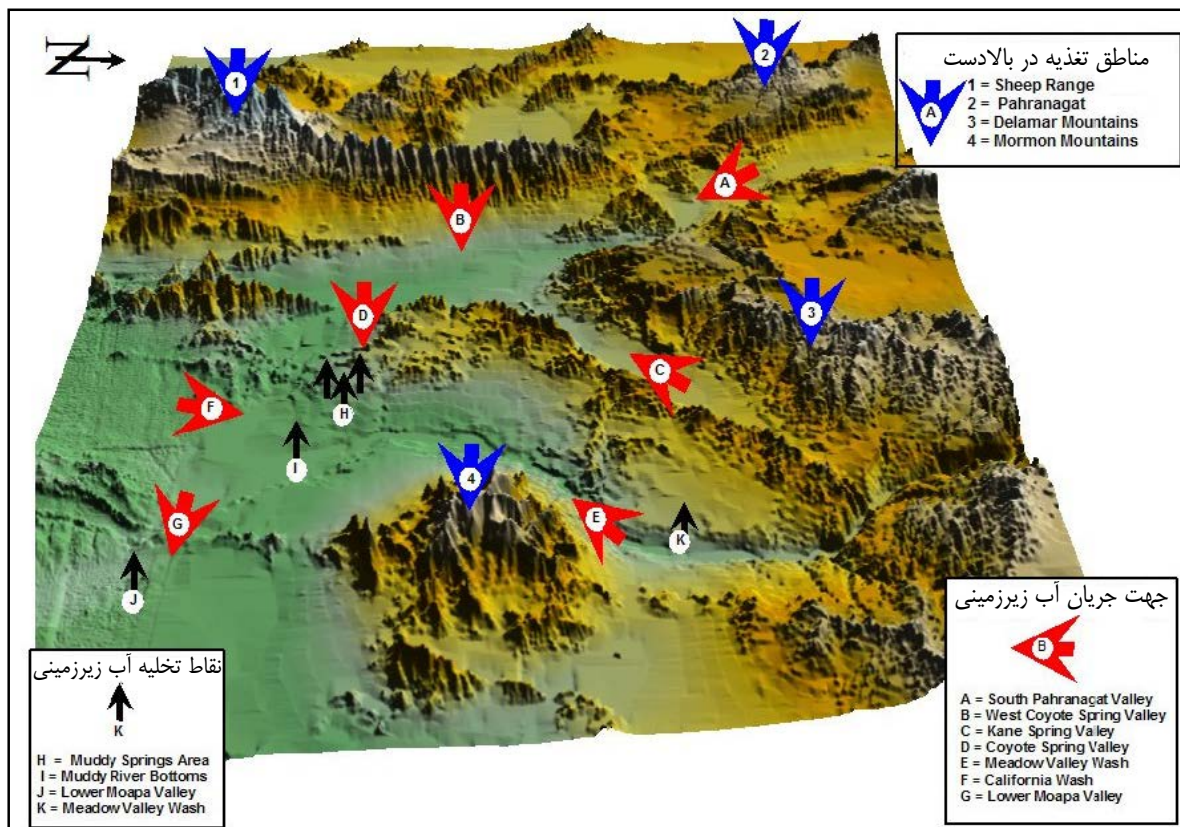 N
1
2
مناطق تغذیه در بالادست
A
1 = Sheep Range
2 = Pahranagat
3 = Delamar Mountains
4 = Mormon Mountains
A
B
D
3
C
F
H
I
4
G
E
K
J
نقاط تخلیه آب زیرزمینی
K
H = Muddy Springs Area
I = Muddy River Bottoms
J = Lower Moapa Valley
K = Meadow Valley Wash
جهت جریان آب زیرزمینی
B
A = South Pahranagat Valley
B = West Coyote Spring Valley
C = Kane Spring Valley
D = Coyote Spring Valley
E = Meadow Valley Wash
F = California Wash
G = Lower Moapa Valley